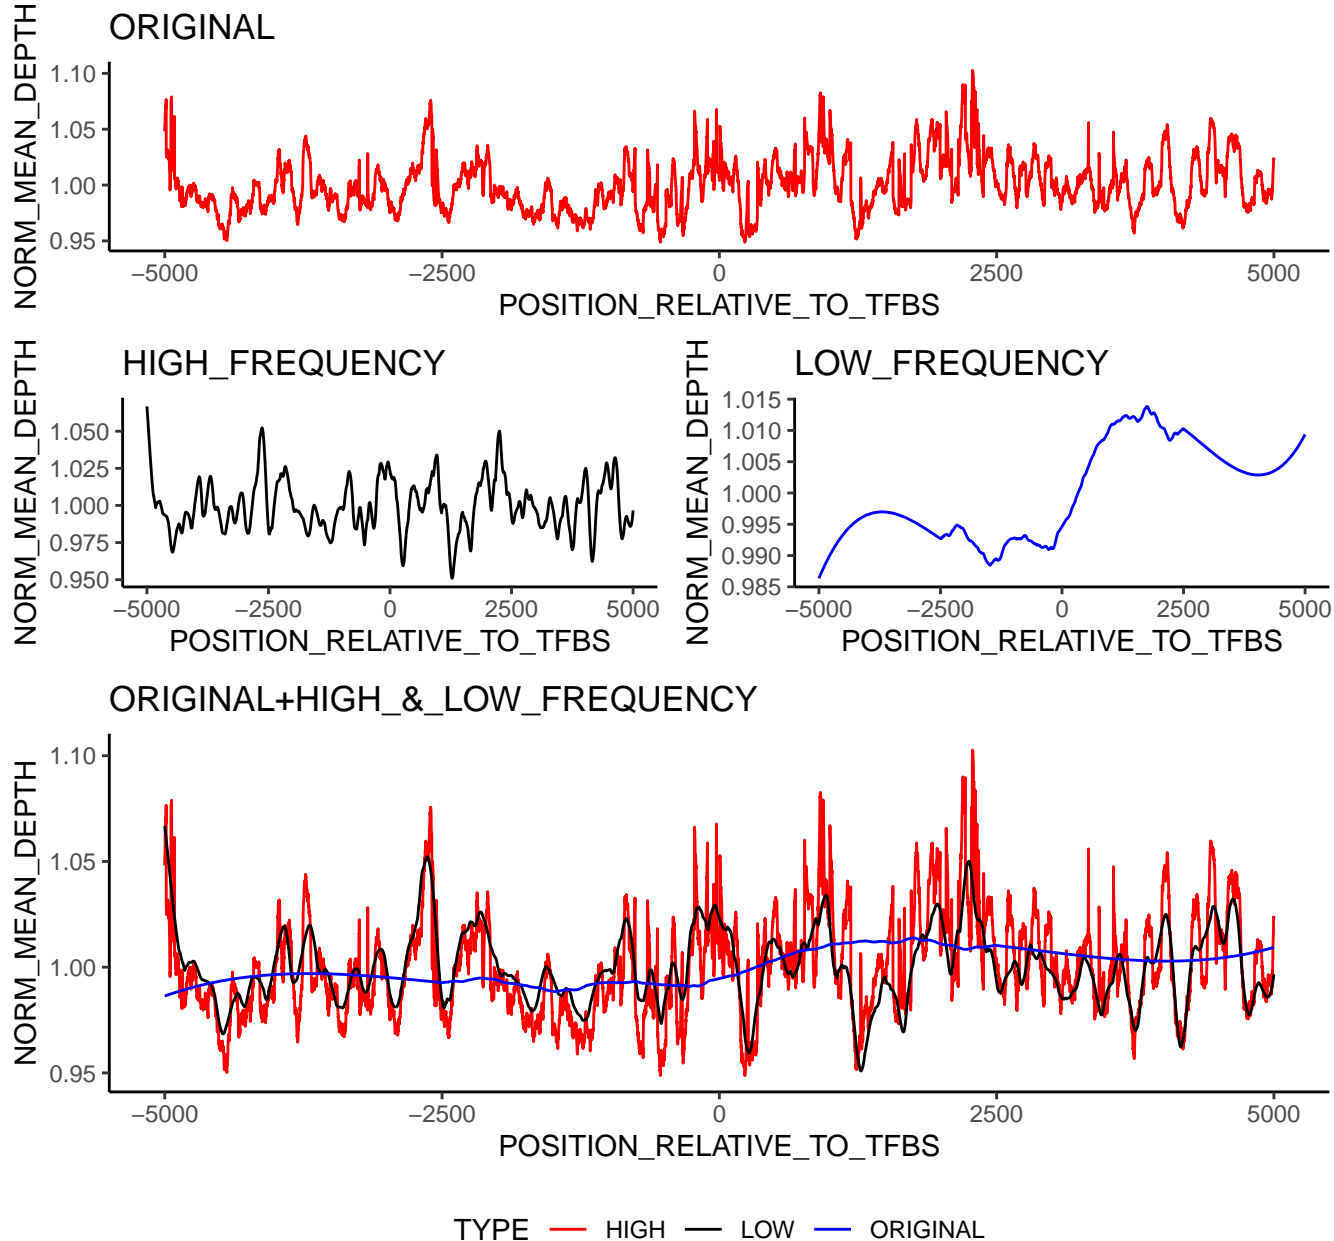 ORIGINAL
NORM_MEAN_DEPTH
1.10
1.05
1.00
0.95
−5000 −2500 0 2500 5000
POSITION_RELATIVE_TO_TFBS
HIGH_FREQUENCY
NORM_MEAN_DEPTH
1.050
1.025
1.000
0.975
0.950
−5000 −2500 0 2500 5000
POSITION_RELATIVE_TO_TFBS
LOW_FREQUENCY
NORM_MEAN_DEPTH
1.015
1.010
1.005
1.000
0.995
0.990
0.985
−5000 −2500 0 2500 5000
POSITION_RELATIVE_TO_TFBS
ORIGINAL+HIGH_&_LOW_FREQUENCY
NORM_MEAN_DEPTH
1.10
1.05
1.00
0.95
−5000 −2500 0 2500 5000
POSITION_RELATIVE_TO_TFBS
TYPE HIGH LOW ORIGINAL